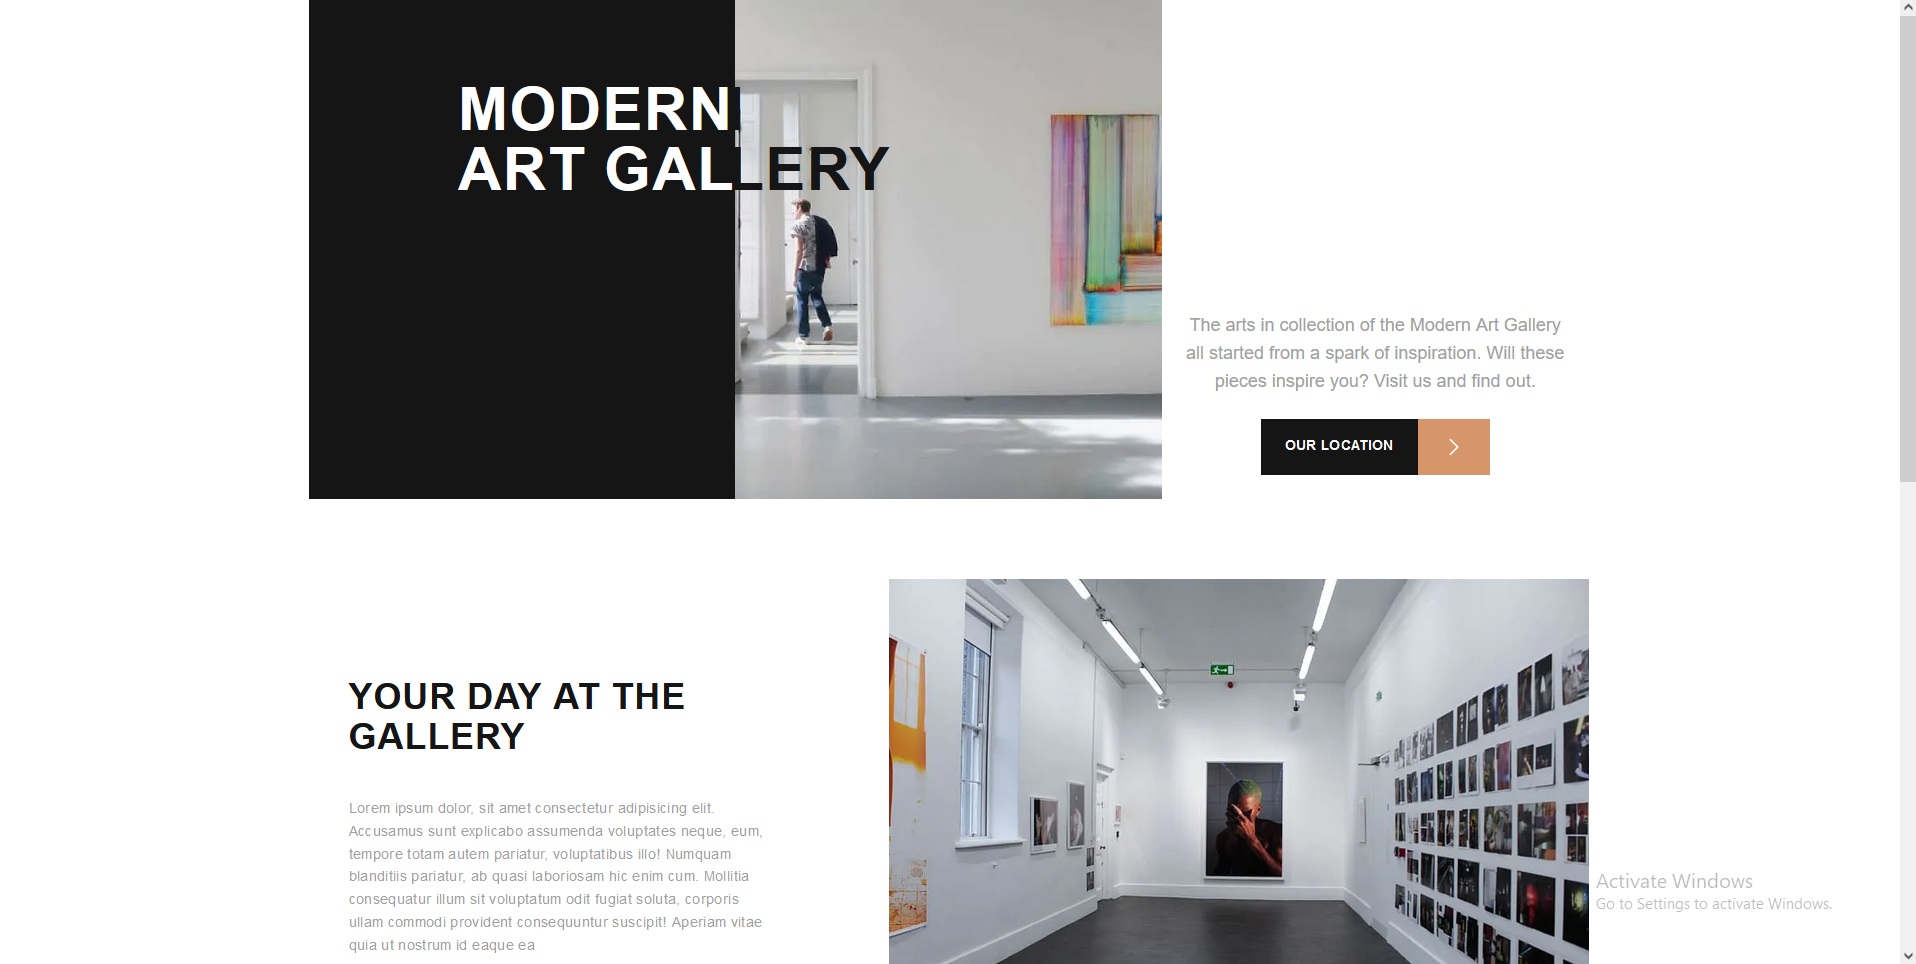 MODERN
ART GALLERY
The arts in collection of the Modern Art Gallery
all started from a spark of inspiration. Will these
pieces inspire you? Visit us and find out.
OUR LOCATION
YOUR DAY AT THE
GALLERY
Lorem ipsum dolor, sit amet consectetur adipisicing elit.
Accusamus sunt explicabo assumenda voluptates neque, eum,
tempore totam autem pariatur, voluptatibus illo! Numquam
blanditiis pariatur, ab quasi laboriosam hic enim cum. Mollitia
consequatur illum sit voluptatum odit fugiat soluta, corporis
ullam commodi provident consequuntur suscipit! Aperiam vitae
quia ut nostrum id eaque ea
Activate Windows
Go to Settings to activate Windows.